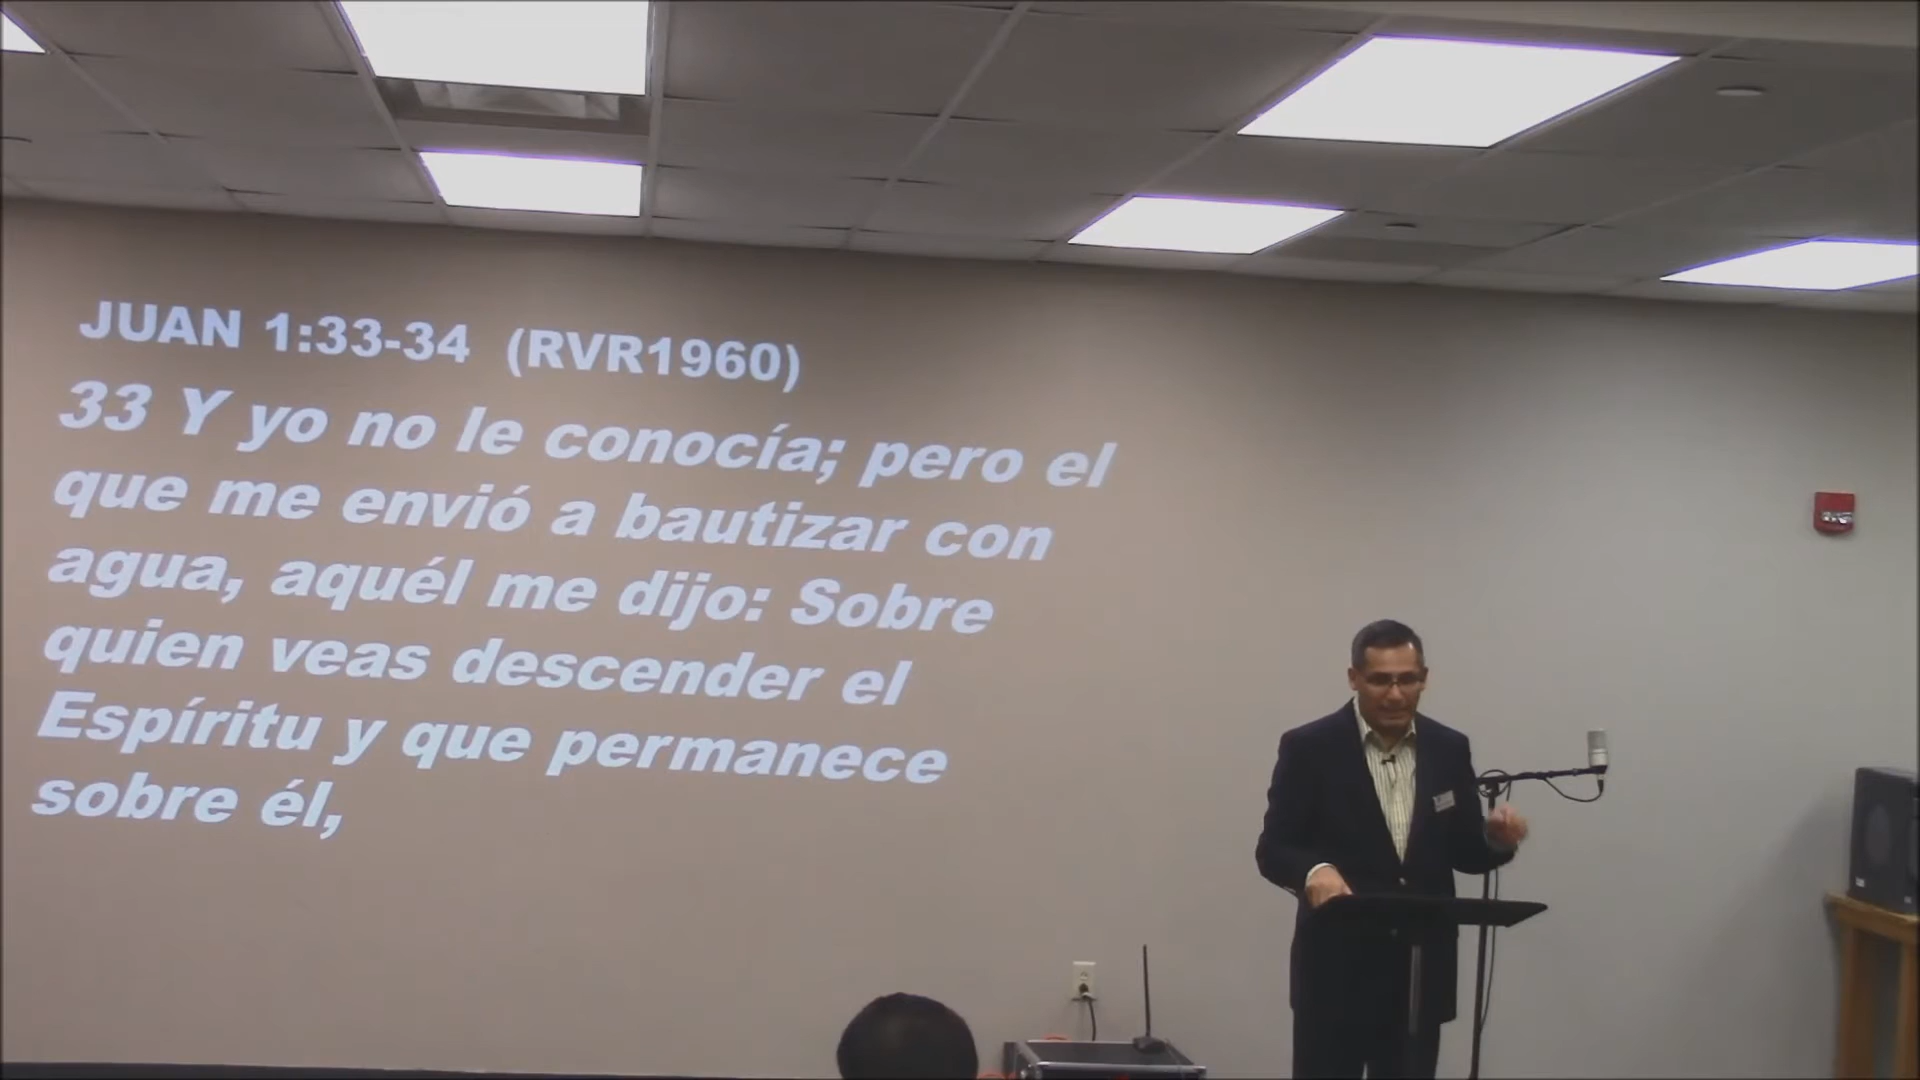 JUAN 1:33-34 (RVR1960)
33 Y yo no le conocía; pero el
que me envió a bautizar con
agua, aquél me dijo: Sobre
quien veas descender el
Espíritu y que permanece
sobre él,